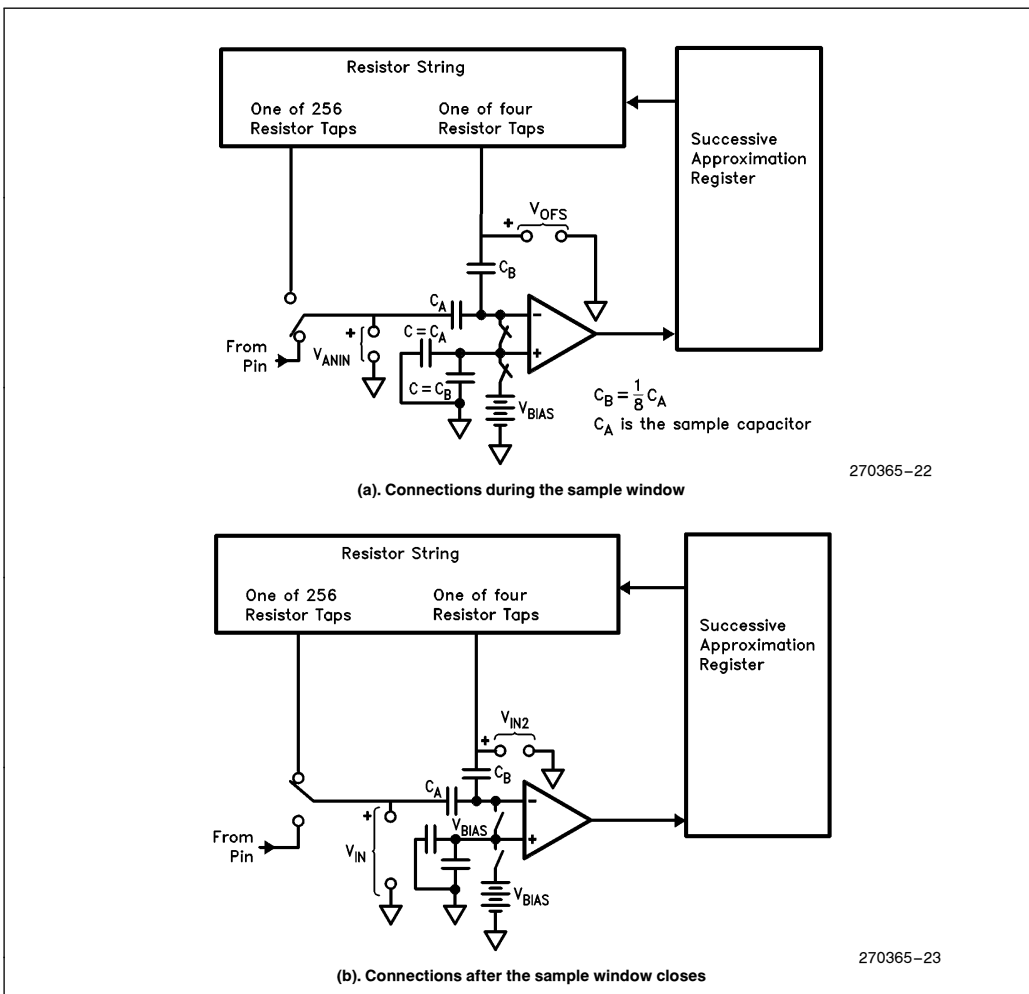 Resistor String
One of 256
Resistor Taps
One of four
Resistor Taps
Successive
Approximation
Register
+
V_OFS
C_B
C_A
−
+
From
Pin
+
V_ANIN
C = C_A
C = C_B
V_BIAS
C_B = 1/8 C_A
C_A is the sample capacitor
270365–22
(a). Connections during the sample window
Resistor String
One of 256
Resistor Taps
One of four
Resistor Taps
Successive
Approximation
Register
+
V_IN2
C_B
C_A
−
+
From
Pin
+
V_IN
V_BIAS
V_BIAS
270365–23
(b). Connections after the sample window closes